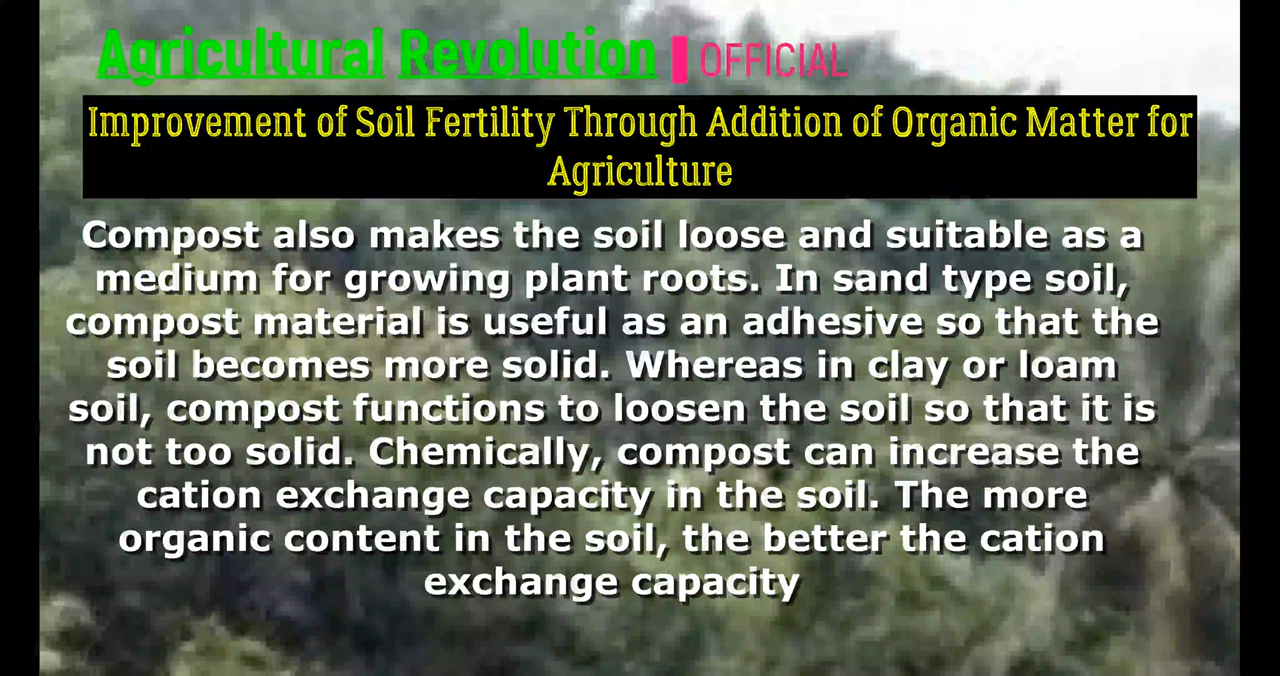 Agricultural Revolution OFFICIAL
Improvement of Soil Fertility Through Addition of Organic Matter for
Agriculture
Compost also makes the soil loose and suitable as a
medium for growing plant roots. In sand type soil,
compost material is useful as an adhesive so that the
soil becomes more solid. Whereas in clay or loam
soil, compost functions to loosen the soil so that it is
not too solid. Chemically, compost can increase the
cation exchange capacity in the soil. The more
organic content in the soil, the better the cation
exchange capacity